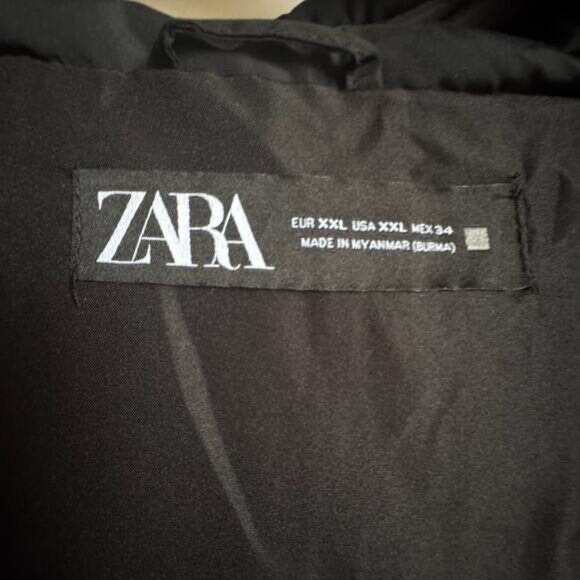 ZARA
EUR XXL USA XXL MEX 34
MADE IN MYANMAR (BURMA)